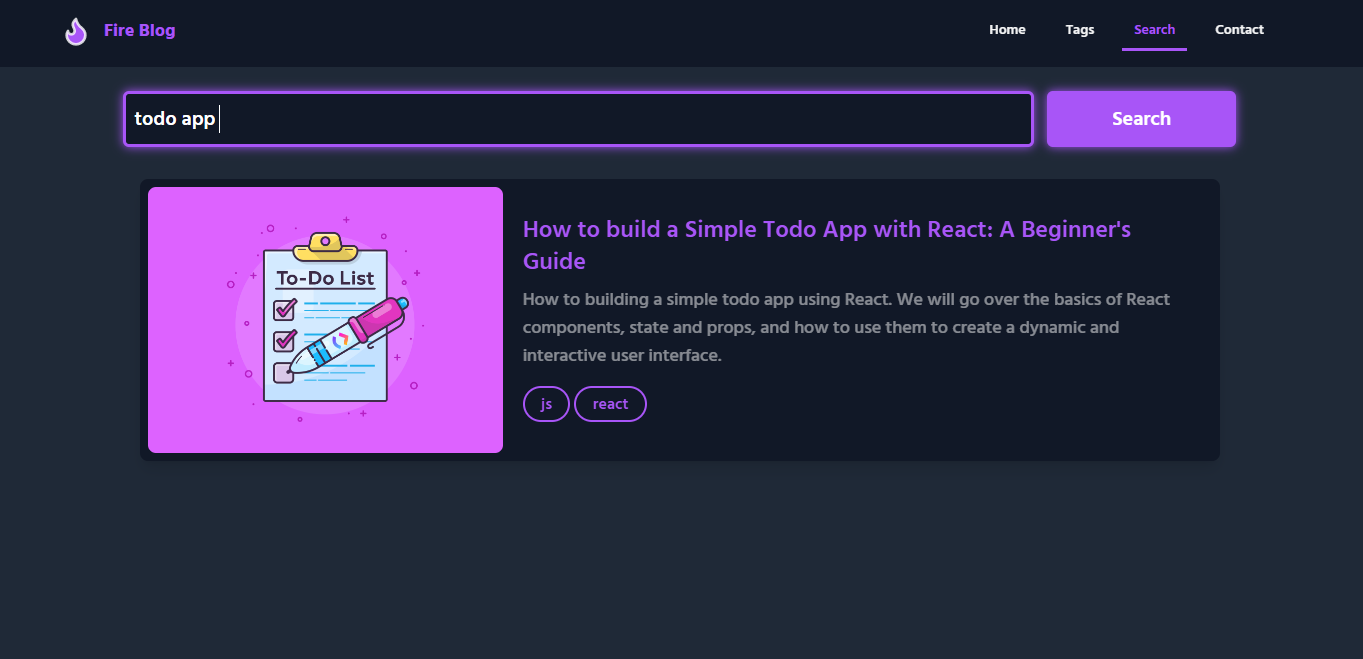 Fire Blog
Home Tags Search Contact
todo app
Search
To-Do List
How to build a Simple Todo App with React: A Beginner's
Guide
How to building a simple todo app using React. We will go over the basics of React
components, state and props, and how to use them to create a dynamic and
interactive user interface.
js react